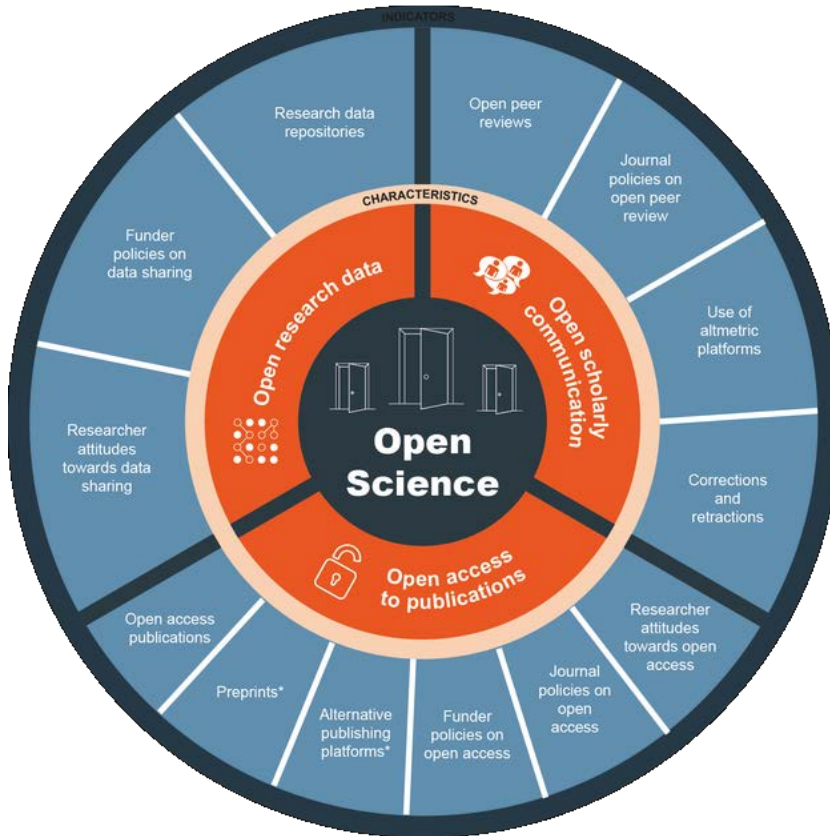 INDICATORS
Research data
repositories
Open peer
reviews
Journal
policies on
open peer
review
Funder
policies on
data sharing
Use of
altmetric
platforms
Researcher
attitudes
towards data
sharing
Corrections
and
retractions
CHARACTERISTICS
Open research data
Open scholarly
communication
Open
Science
Open access
to publications
Open access
publications
Preprints*
Alternative
publishing
platforms*
Funder
policies on
open access
Journal
policies on
open
access
Researcher
attitudes
towards open
access